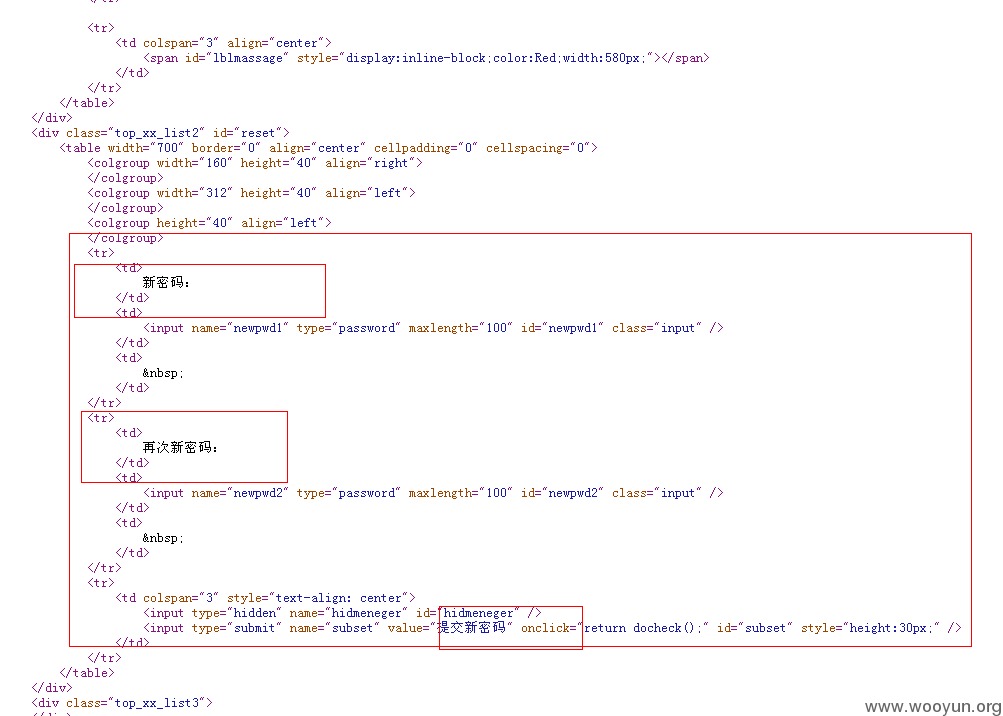 <tr>
<td colspan="3" align="center">
<span id="lblmassage" style="display:inline-block;color:Red;width:580px;"></span>
</td>
</tr>
</table>
</div>
<div class="top_xx_list2" id="reset">
<table width="700" border="0" align="center" cellpadding="0" cellspacing="0">
<colgroup width="160" height="40" align="right">
</colgroup>
<colgroup width="312" height="40" align="left">
</colgroup>
<colgroup height="40" align="left">
</colgroup>
<tr>
<td>
新密码：
</td>
<td>
<input name="newpwd1" type="password" maxlength="100" id="newpwd1" class="input" />
</td>
<td>
&nbsp;
</td>
</tr>
<tr>
<td>
再次新密码：
</td>
<td>
<input name="newpwd2" type="password" maxlength="100" id="newpwd2" class="input" />
</td>
<td>
&nbsp;
</td>
</tr>
<tr>
<td colspan="3" style="text-align: center">
<input type="hidden" name="hidmeneger" id="hidmeneger" />
<input type="submit" name="subset" value="提交新密码" onclick="return docheck();" id="subset" style="height:30px;" />
</td>
</tr>
</table>
</div>
<div class="top_xx_list3">
www.wooyun.org